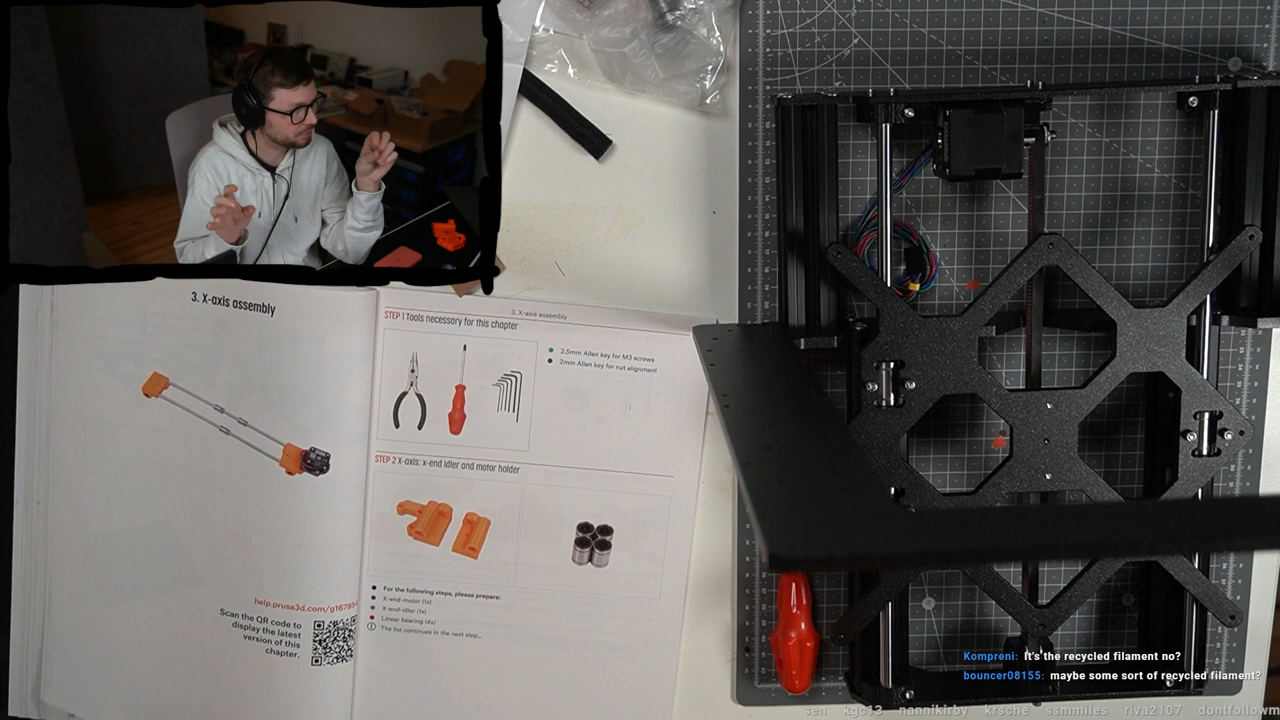 3. X-axis assembly
help.prusa3d.com/g16785
Scan the QR code to
display the latest
version of this
chapter.
3. X-axis assembly
STEP 1 Tools necessary for this chapter
2.5mm Allen key for M3 screws
2mm Allen key for nut alignment
STEP 2 X-axis: x-end idler and motor holder
For the following steps, please prepare:
X-end-motor (1x)
X-end-idler (1x)
Linear bearing (4x)
The list continues in the next step...
Kompreni: It's the recycled filament no?
bouncer08155: maybe some sort of recycled filament?
sen kgc13 nannikirby krsche ssmmiles riva2107 dontfollowm